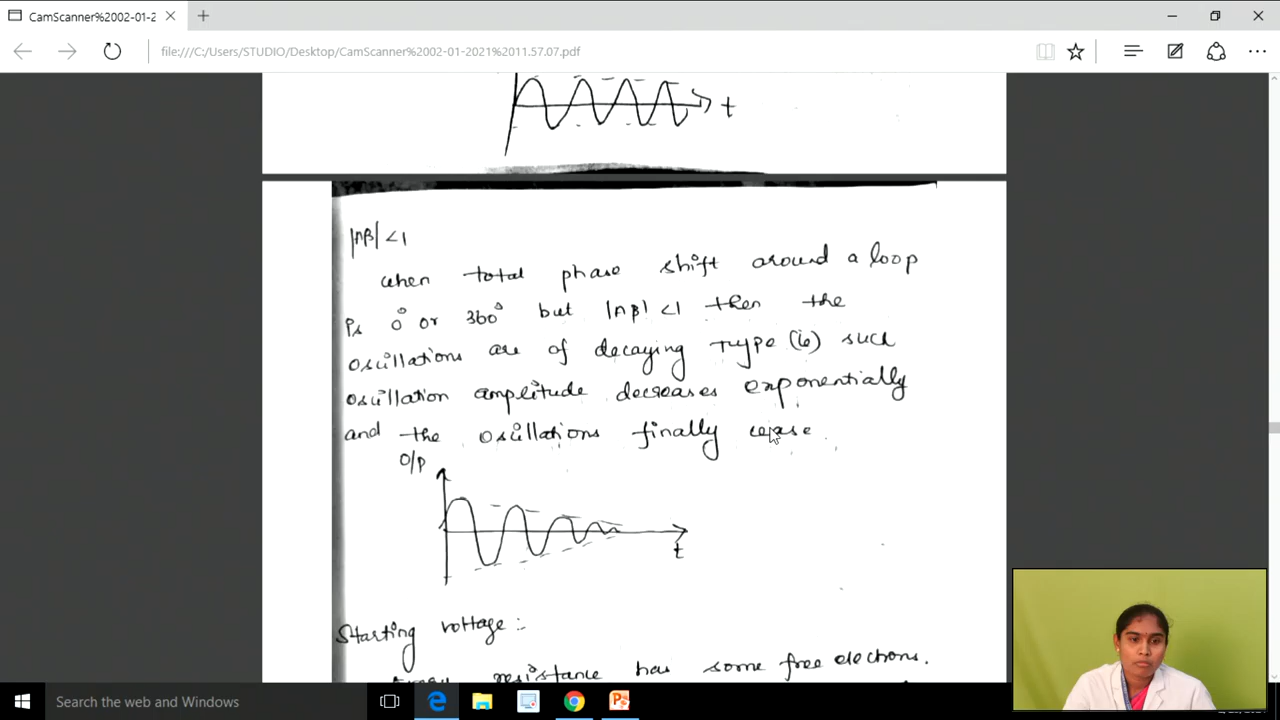 CamScanner%2002-01-2
file:///C:/Users/STUDIO/Desktop/CamScanner%2002-01-2021%2011.57.07.pdf
t
|Aβ| <1
when total phase shift around a loop
is 0° or 360° but |Aβ| <1 then the
oscillations are of decaying type (ie) such
oscillation amplitude decreases exponentially
and the oscillations finally cease.
O/P
t
Starting voltage :-
resistance has some free electrons.
Search the web and Windows